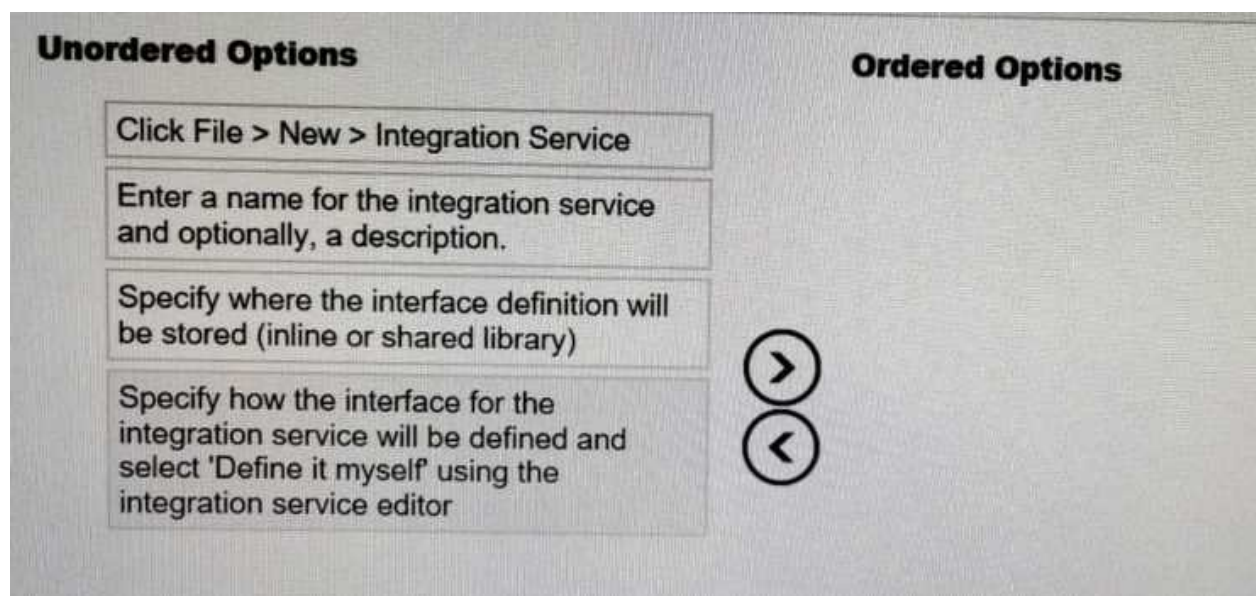 Unordered Options
Ordered Options
Click File > New > Integration Service
Enter a name for the integration service
and optionally, a description.
Specify where the interface definition will
be stored (inline or shared library)
Specify how the interface for the
integration service will be defined and
select 'Define it myself' using the
integration service editor